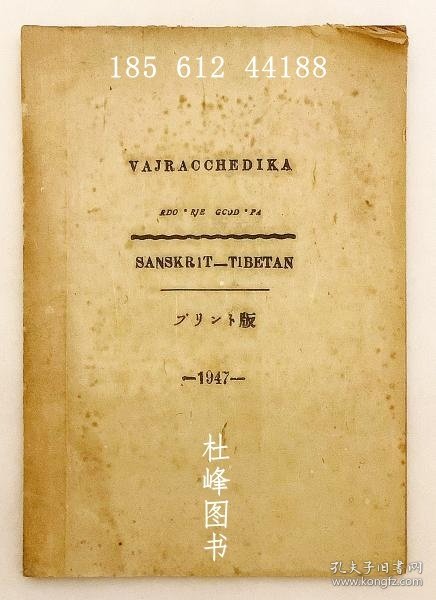 185 612 44188
VAJRACCHEDIKA
RDO * RJE GCOD * PA
SANSKRIT—TIBETAN
プリント版
—1947—
杜峰图书
孔夫子旧书网
www.kongfz.com